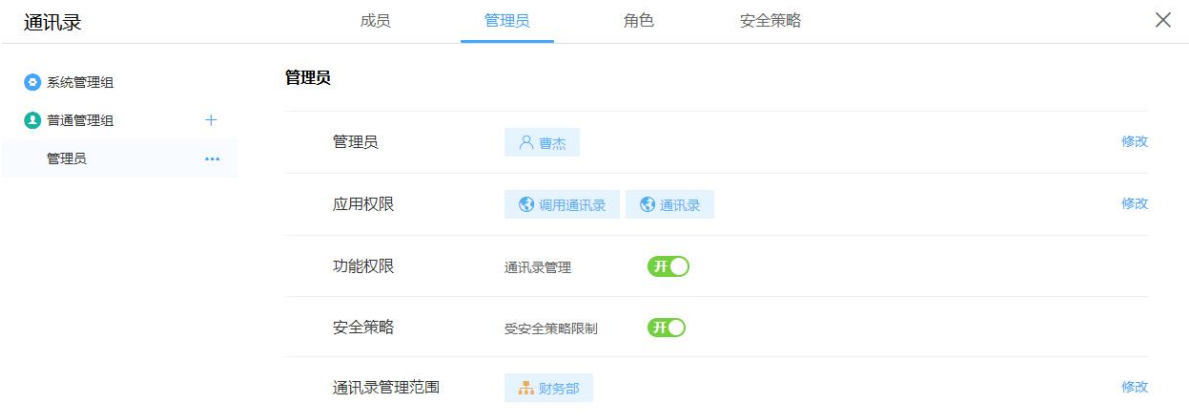 通讯录 成员 管理员 角色 安全策略
系统管理组 管理员
普通管理组
管理员 管理员 曹杰 修改
应用权限 调用通讯录 通讯录 修改
功能权限 通讯录管理 开
安全策略 受安全策略限制 开
通讯录管理范围 财务部 修改